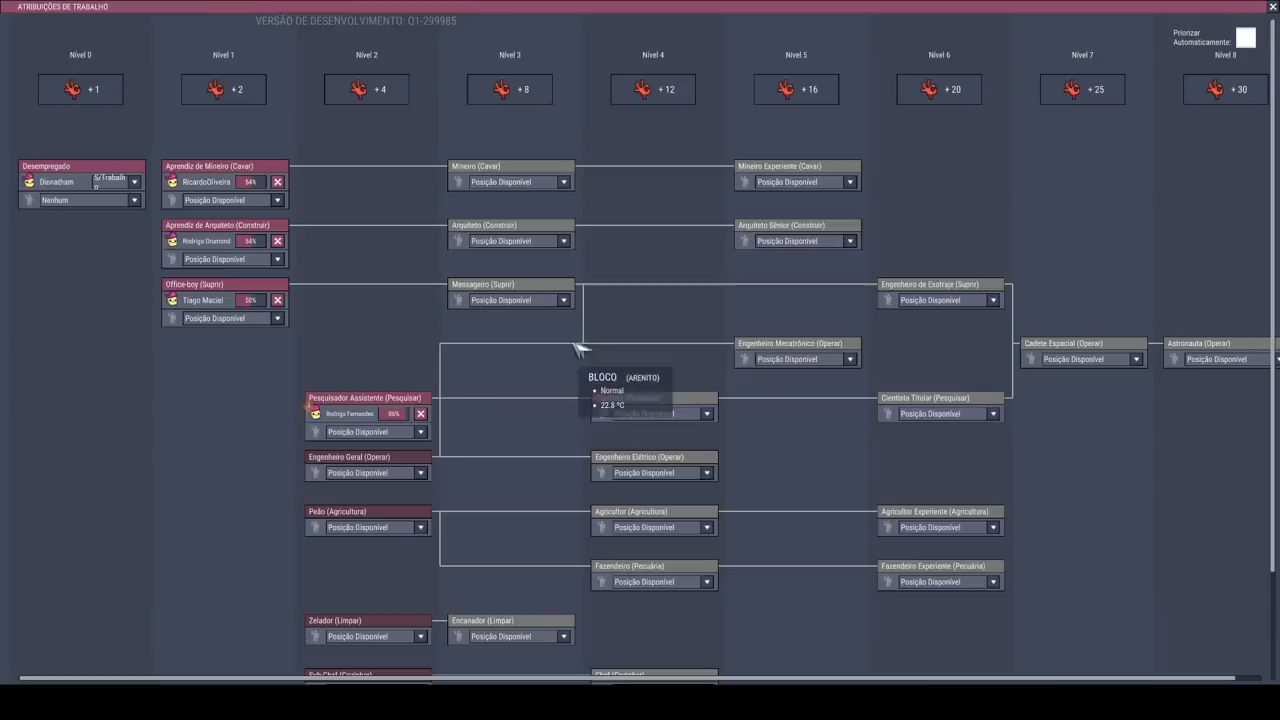 ATRIBUIÇÕES DE TRABALHO
VERSÃO DE DESENVOLVIMENTO: Q1-299985
Priorizar
Automaticamente:
Nível 0
Nível 1
Nível 2
Nível 3
Nível 4
Nível 5
Nível 6
Nível 7
Nível 8
+ 1
+ 2
+ 4
+ 8
+ 12
+ 16
+ 20
+ 25
+ 30
Desempregado
Dionatham
S/Trabalh
o
Nenhum
Aprendiz de Mineiro (Cavar)
RicardoOliveira
54%
Posição Disponível
Mineiro (Cavar)
Posição Disponível
Mineiro Experiente (Cavar)
Posição Disponível
Aprendiz de Arquiteto (Construir)
Rodrigo Drumond
54%
Posição Disponível
Arquiteto (Construir)
Posição Disponível
Arquiteto Sênior (Construir)
Posição Disponível
Office-boy (Suprir)
Tiago Maciel
50%
Posição Disponível
Mensageiro (Suprir)
Posição Disponível
Engenheiro de Exotraje (Suprir)
Posição Disponível
Engenheiro Mecatrônico (Operar)
Posição Disponível
Cadete Espacial (Operar)
Posição Disponível
Astronauta (Operar)
Posição Disponível
BLOCO (ARENITO)
Normal
22.8 ºC
Pesquisador Assistente (Pesquisar)
Rodrigo Fernandes
86%
Posição Disponível
Cientista Titular (Pesquisar)
Posição Disponível
Engenheiro Geral (Operar)
Posição Disponível
Engenheiro Elétrico (Operar)
Posição Disponível
Peão (Agricultura)
Posição Disponível
Agricultor (Agricultura)
Posição Disponível
Agricultor Experiente (Agricultura)
Posição Disponível
Fazendeiro (Pecuária)
Posição Disponível
Fazendeiro Experiente (Pecuária)
Posição Disponível
Zelador (Limpar)
Posição Disponível
Encanador (Limpar)
Posição Disponível
Sub-Chef (Cozinhar)
Chef (Cozinhar)